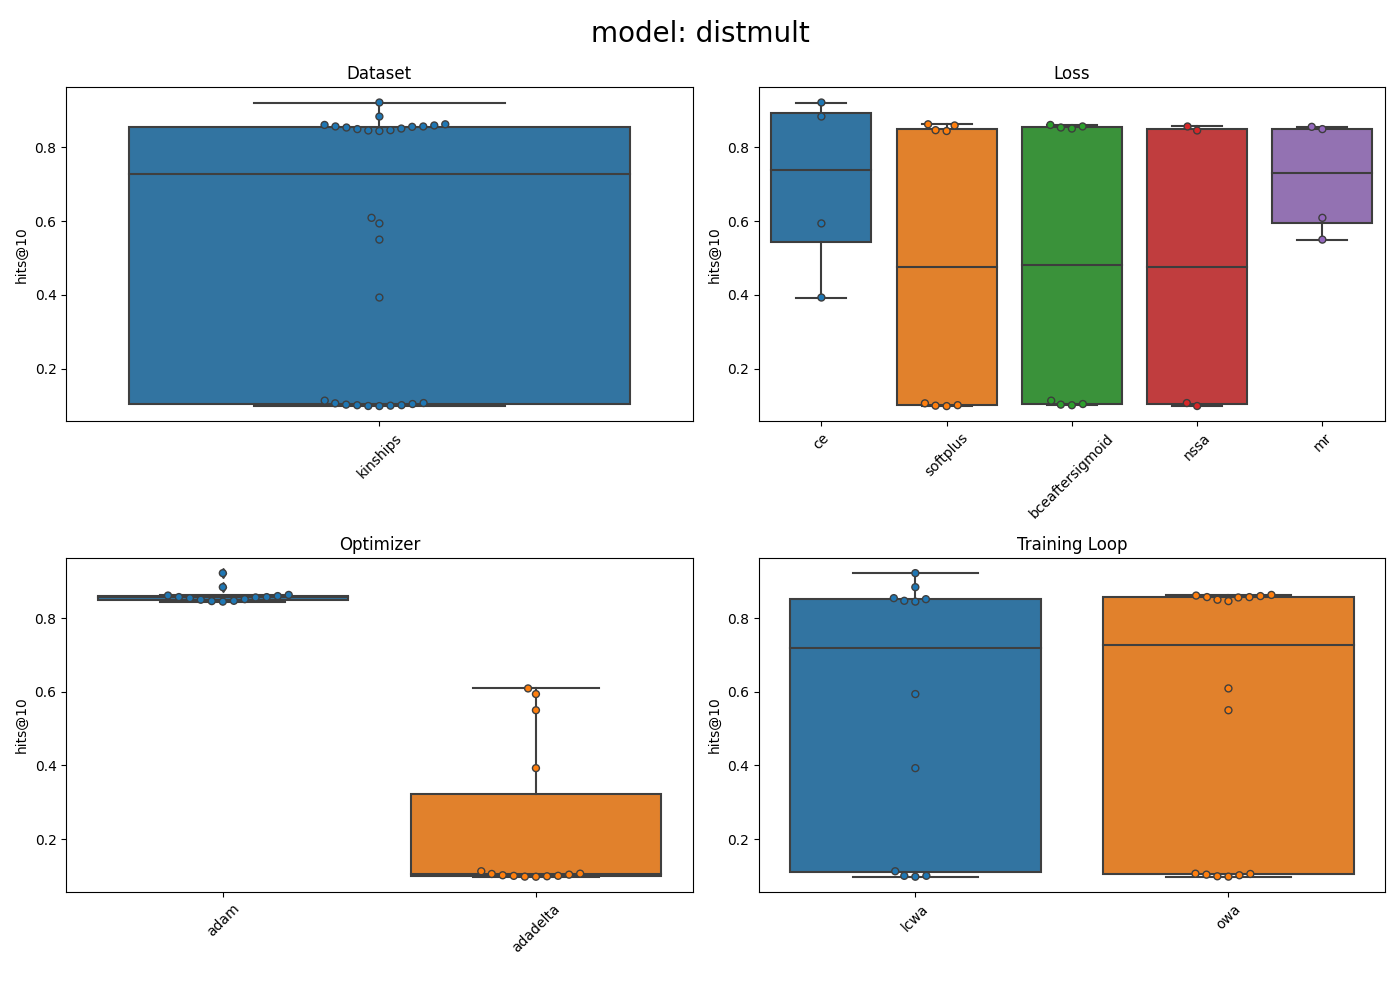 model: distmult
Dataset
hits@10
0.8
0.6
0.4
0.2
kinships
Loss
hits@10
0.8
0.6
0.4
0.2
ce
softplus
bceaftersigmoid
nssa
mr
Optimizer
hits@10
0.8
0.6
0.4
0.2
adam
adadelta
Training Loop
hits@10
0.8
0.6
0.4
0.2
lcwa
owa